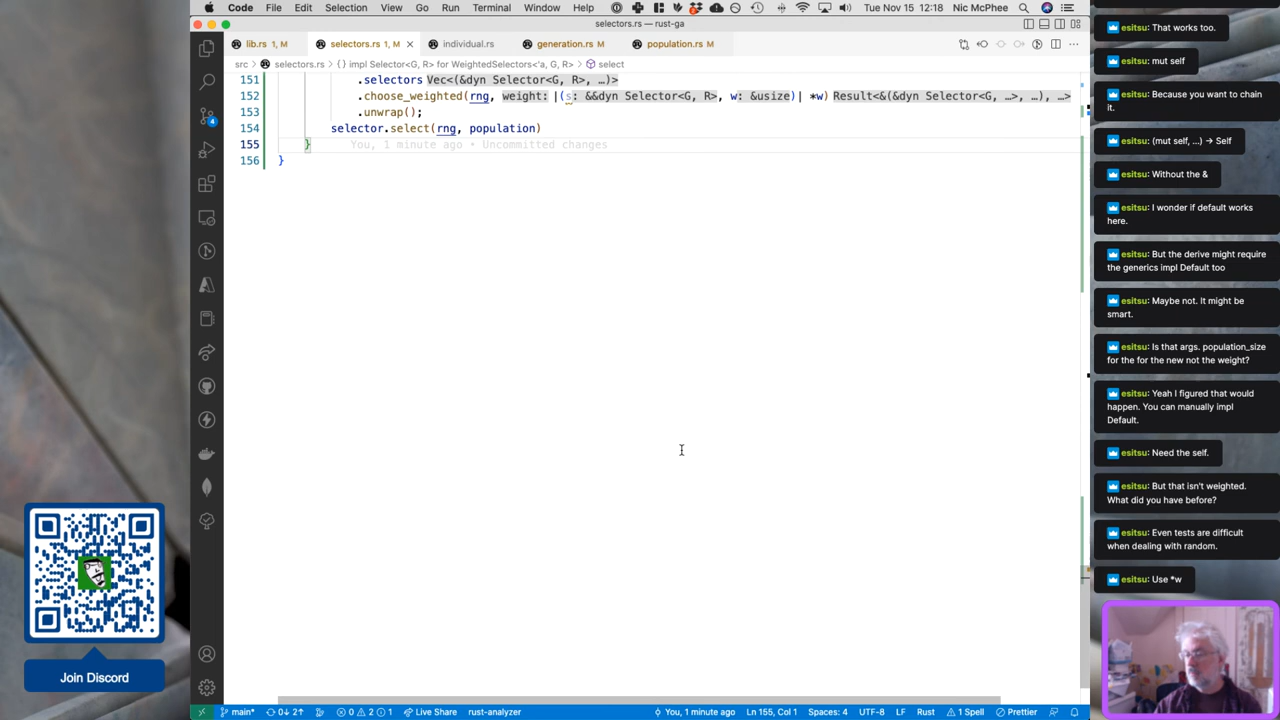 Code File Edit Selection View Go Run Terminal Window Help Tue Nov 15 12:18 Nic McPhee
selectors.rs — rust-ga
lib.rs 1, M selectors.rs 1, M individual.rs generation.rs M population.rs M
src > selectors.rs > {} impl Selector<G, R> for WeightedSelectors<'a, G, R> > select
151 .selectors Vec<(&dyn Selector<G, R>, …)>
152 .choose_weighted(rng, weight: |(s: &&dyn Selector<G, R>, w: &usize)| *w) Result<&(&dyn Selector<G, …>, …), …>
153 .unwrap();
154 selector.select(rng, population)
155 } You, 1 minute ago • Uncommitted changes
156 }
4
Join Discord
main* 0↓ 2↑ 0 2 1 Live Share rust-analyzer You, 1 minute ago Ln 155, Col 1 Spaces: 4 UTF-8 LF Rust 1 Spell Prettier
esitsu: That works too.
esitsu: mut self
esitsu: Because you want to chain
it.
esitsu: (mut self, ...) -> Self
esitsu: Without the &
esitsu: I wonder if default works
here.
esitsu: But the derive might require
the generics impl Default too
esitsu: Maybe not. It might be
smart.
esitsu: Is that args. population_size
for the for the new not the weight?
esitsu: Yeah I figured that would
happen. You can manually impl
Default.
esitsu: Need the self.
esitsu: But that isn't weighted.
What did you have before?
esitsu: Even tests are difficult
when dealing with random.
esitsu: Use *w